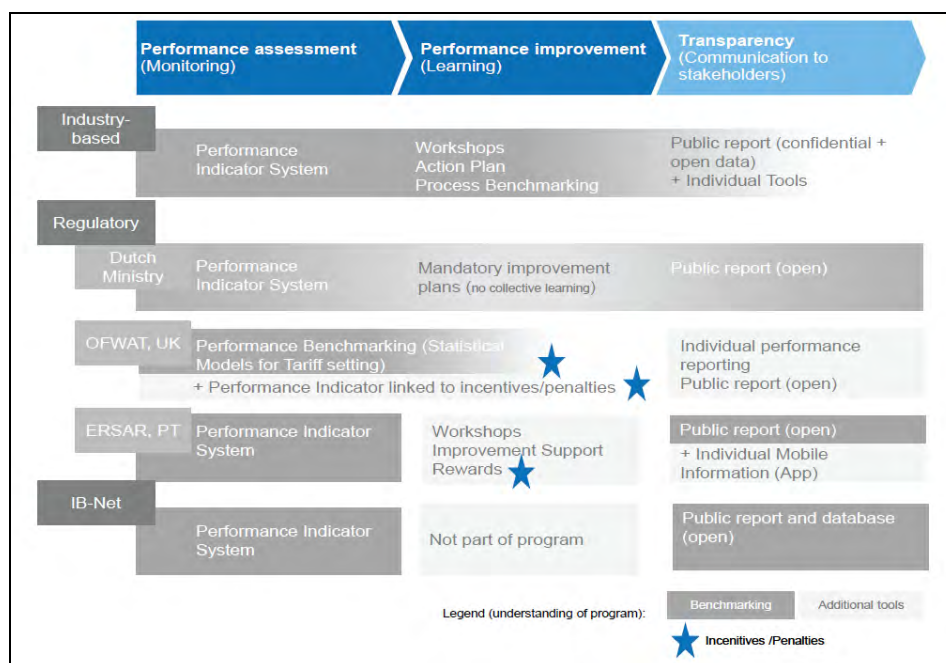 Performance assessment
(Monitoring)
Performance improvement
(Learning)
Transparency
(Communication to
stakeholders)
Industry-
based
Performance
Indicator System
Workshops
Action Plan
Process Benchmarking
Public report (confidential +
open data)
+ Individual Tools
Regulatory
Dutch
Ministry
Performance
Indicator System
Mandatory improvement
plans (no collective learning)
Public report (open)
OFWAT, UK
Performance Benchmarking (Statistical
Models for Tariff setting)
+ Performance Indicator linked to incentives/penalties
Individual performance
reporting
Public report (open)
ERSAR, PT
Performance Indicator
System
Workshops
Improvement Support
Rewards
Public report (open)
+ Individual Mobile
Information (App)
IB-Net
Performance Indicator
System
Not part of program
Public report and database
(open)
Legend (understanding of program):
Benchmarking
Additional tools
Incenitives /Penalties